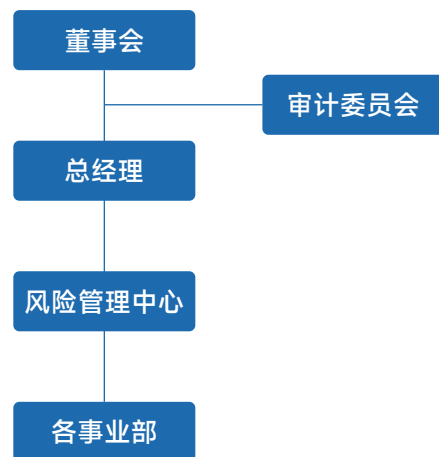 董事会
审计委员会
总经理
风险管理中心
各事业部